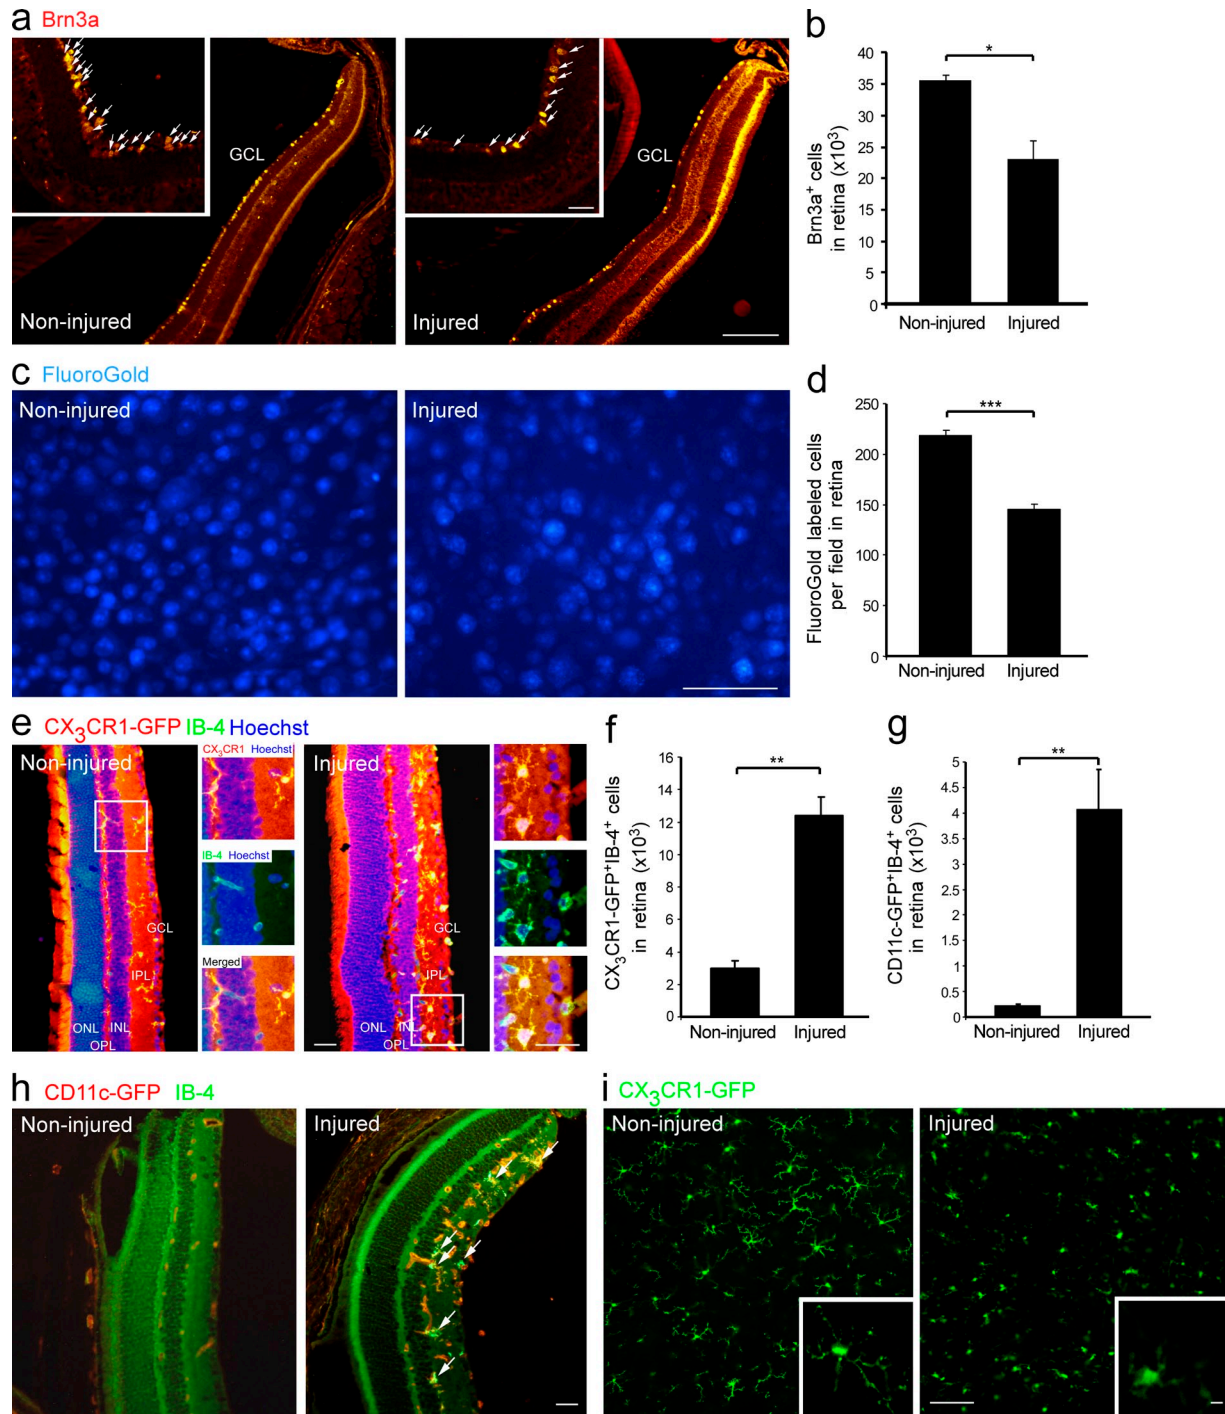 a Brn3a
GCL
Non-injured
GCL
Injured
b
Brn3a+ cells
in retina (x10³)
40
35
30
25
20
15
10
5
0
*
Non-injured Injured
c FluoroGold
Non-injured
Injured
d
FluoroGold labeled cells
per field in retina
250
200
150
100
50
0
***
Non-injured Injured
e CX₃CR1-GFP IB-4 Hoechst
Non-injured
GCL
IPL
ONL INL
OPL
CX₃CR1 Hoechst
IB-4 Hoechst
Merged
Injured
GCL
IPL
ONL INL
OPL
f
CX₃CR1-GFP⁺IB-4⁺ cells
in retina (x10³)
16
14
12
10
8
6
4
2
0
**
Non-injured Injured
g
CD11c-GFP⁺IB-4⁺ cells
in retina (x10³)
5
4.5
4
3.5
3
2.5
2
1.5
1
0.5
0
**
Non-injured Injured
h CD11c-GFP IB-4
Non-injured
Injured
i CX₃CR1-GFP
Non-injured
Injured